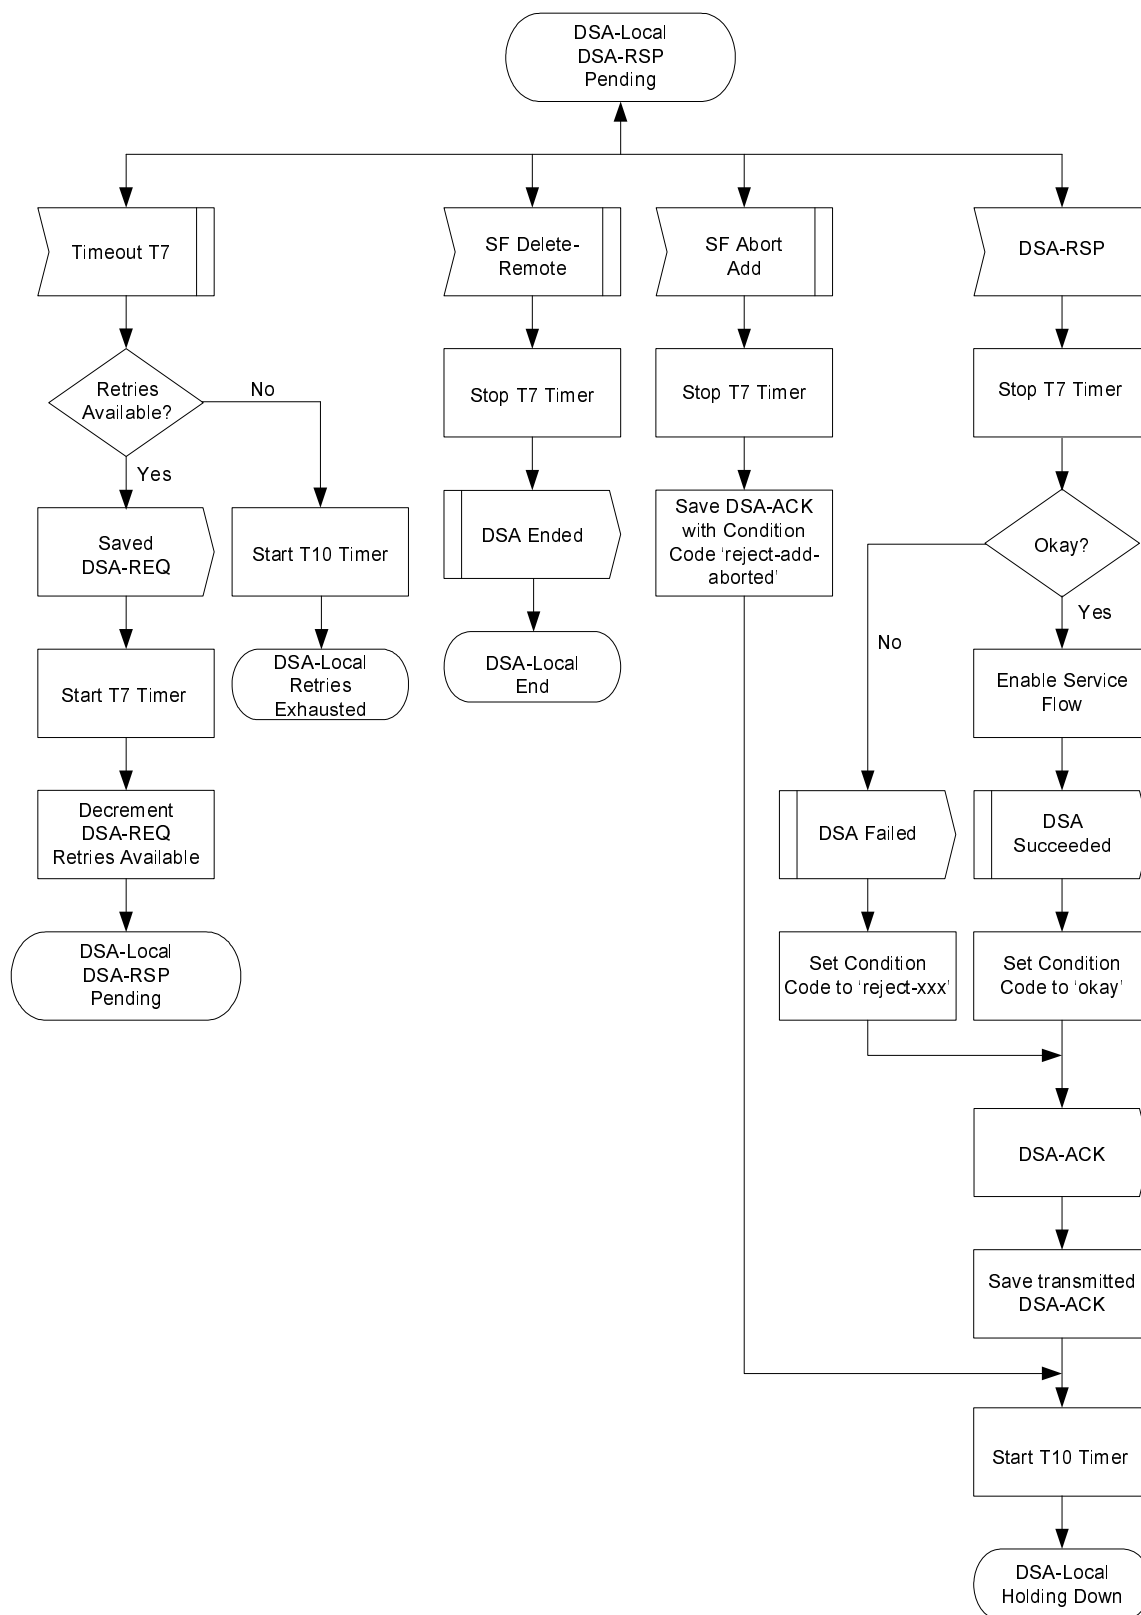 DSA-Local
DSA-RSP
Pending
Timeout T7
SF Delete-
Remote
SF Abort
Add
DSA-RSP
Retries
Available?
No
Yes
Stop T7 Timer
Stop T7 Timer
Stop T7 Timer
Saved
DSA-REQ
Start T10 Timer
DSA Ended
Save DSA-ACK
with Condition
Code ‘reject-add-
aborted’
Okay?
No
Yes
Start T7 Timer
DSA-Local
Retries
Exhausted
DSA-Local
End
Enable Service
Flow
Decrement
DSA-REQ
Retries Available
DSA Failed
DSA
Succeeded
DSA-Local
DSA-RSP
Pending
Set Condition
Code to ‘reject-xxx’
Set Condition
Code to ‘okay’
DSA-ACK
Save transmitted
DSA-ACK
Start T10 Timer
DSA-Local
Holding Down